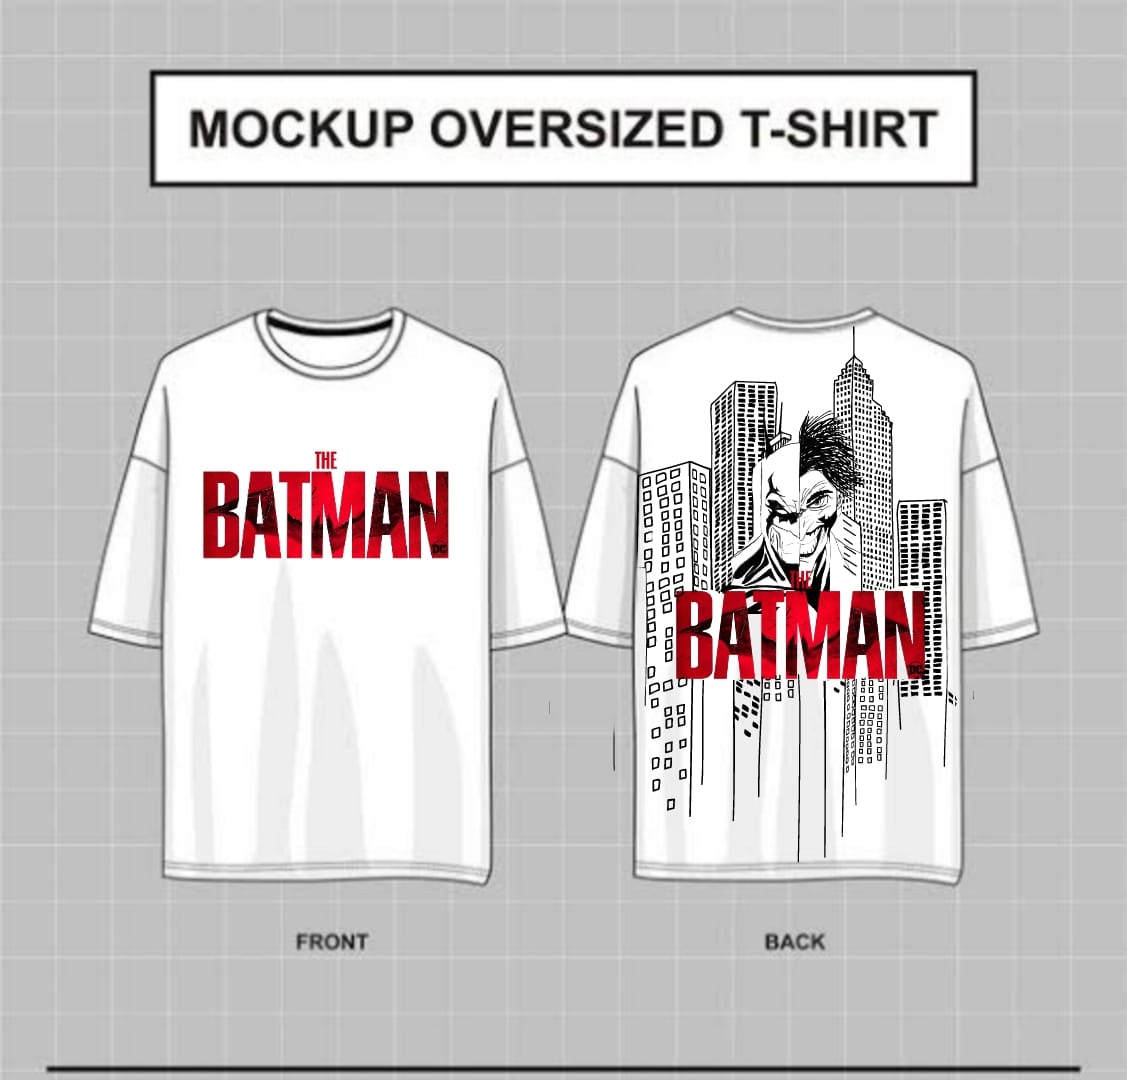 MOCKUP OVERSIZED T-SHIRT
THE
BATMAN
DC
THE
BATMAN
DC
FRONT
BACK